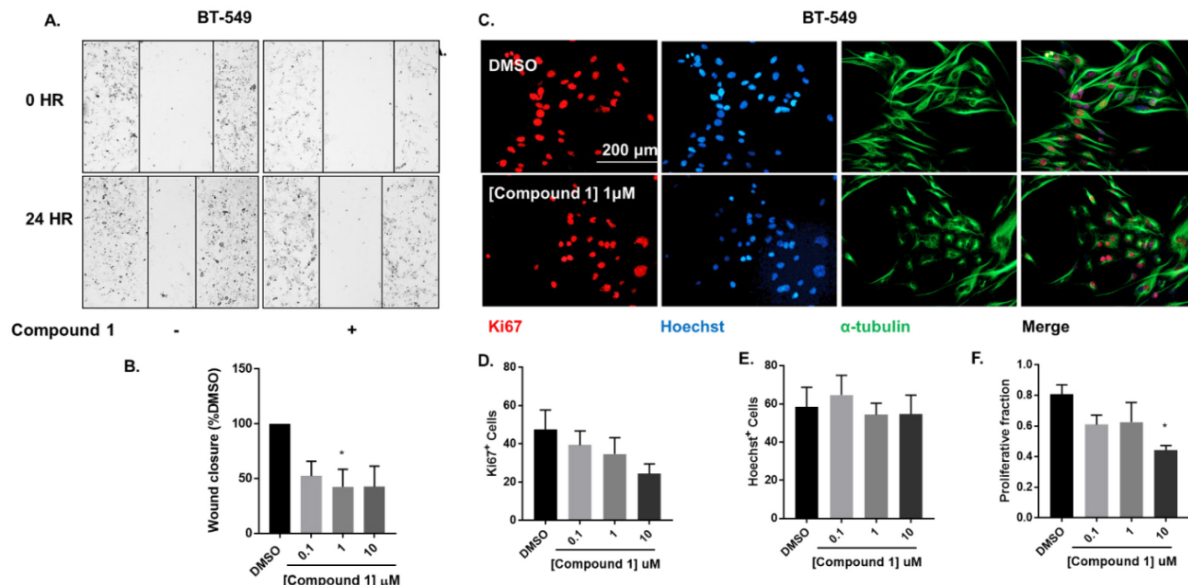 A.
BT-549
0 HR
24 HR
Compound 1 - +
B.
Wound closure (%DMSO)
150
100
50
0
*
DMSO 0.1 1 10
[Compound 1] μM
C.
BT-549
DMSO
200 μm
[Compound 1] 1μM
Ki67 Hoechst α-tubulin Merge
D.
Ki67+ Cells
80
60
40
20
0
DMSO 0.1 1 10
[Compound 1] uM
E.
Hoechst+ Cells
80
60
40
20
0
DMSO 0.1 1 10
[Compound 1] uM
F.
Proliferative fraction
1.0
0.8
0.6
0.4
0.2
0.0
*
DMSO 0.1 1 10
[Compound 1] uM